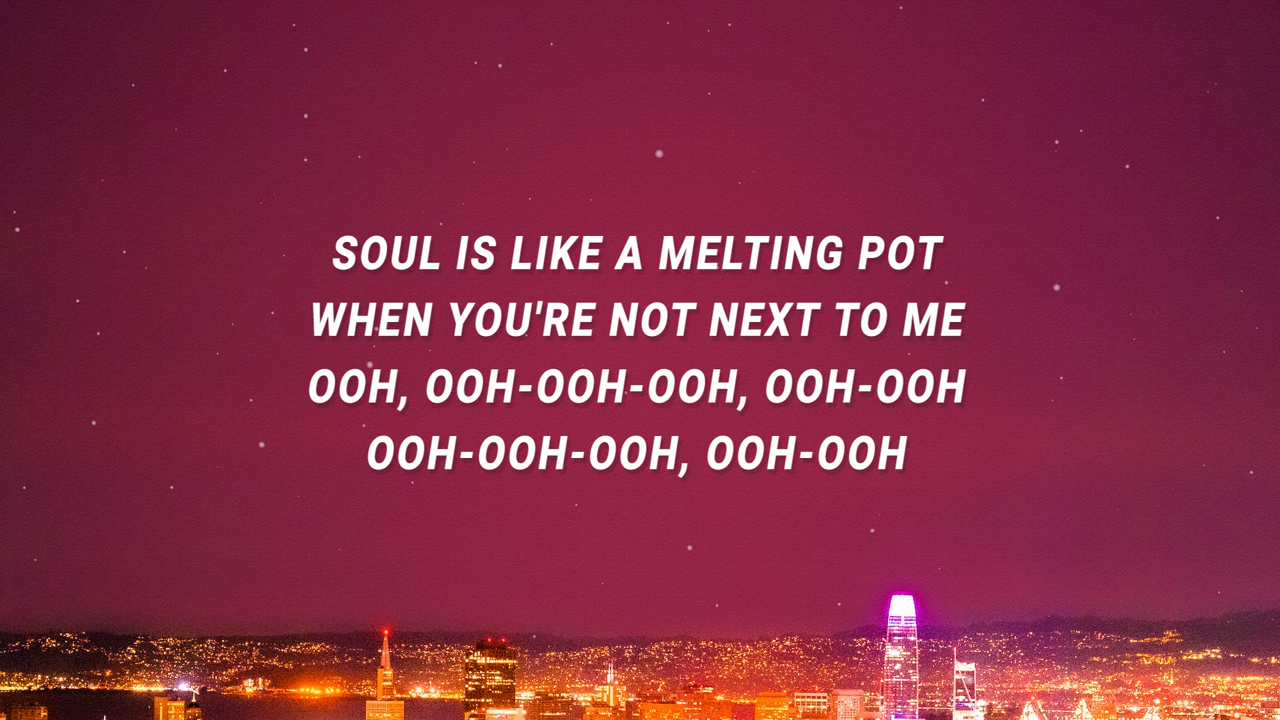 SOUL IS LIKE A MELTING POT
WHEN YOU'RE NOT NEXT TO ME
OOH, OOH-OOH-OOH, OOH-OOH
OOH-OOH-OOH, OOH-OOH